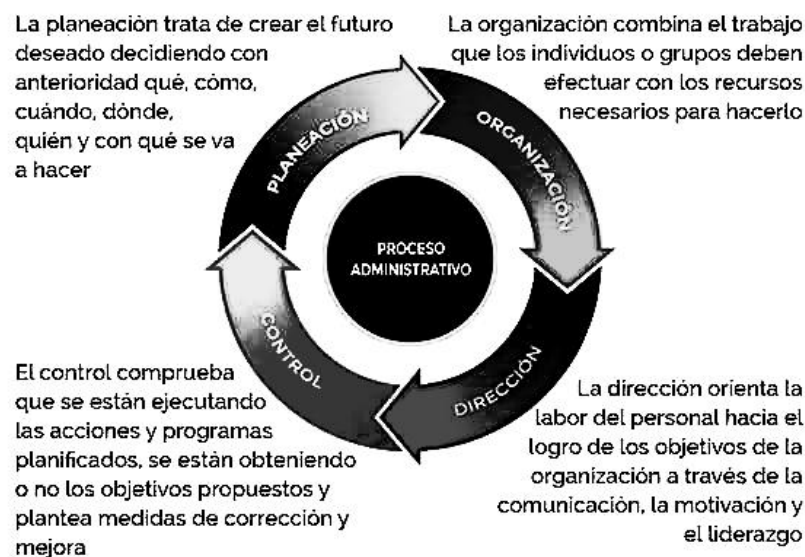 La planeación trata de crear el futuro
deseado decidiendo con
anterioridad qué, cómo,
cuándo, dónde,
quién y con qué se va
a hacer
La organización combina el trabajo
que los individuos o grupos deben
efectuar con los recursos
necesarios para hacerlo
PLANEACIÓN
ORGANIZACIÓN
PROCESO
ADMINISTRATIVO
CONTROL
DIRECCIÓN
El control comprueba
que se están ejecutando
las acciones y programas
planificados, se están obteniendo
o no los objetivos propuestos y
plantea medidas de corrección y
mejora
La dirección orienta la
labor del personal hacia el
logro de los objetivos de la
organización a través de la
comunicación, la motivación y
el liderazgo